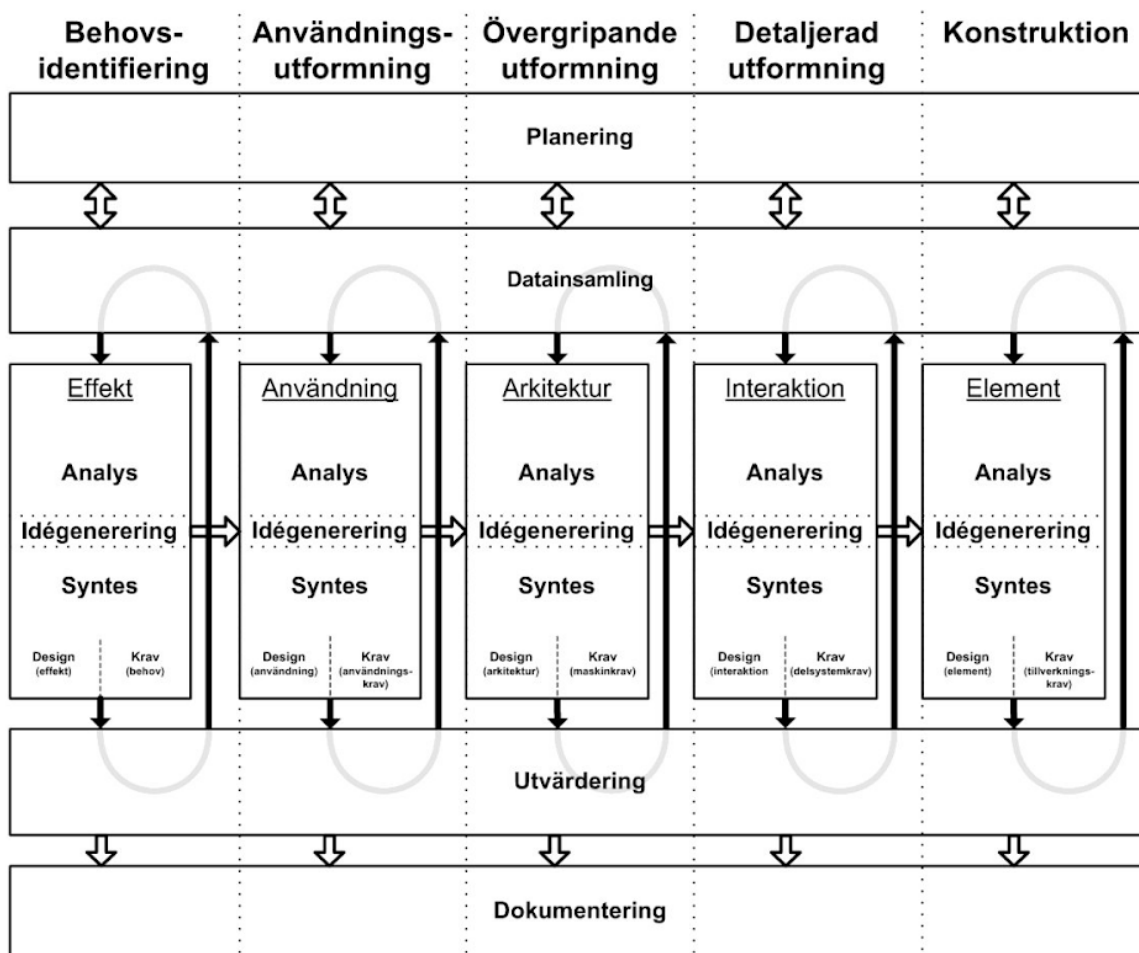 Behovs-
identifiering
Användnings-
utformning
Övergripande
utformning
Detaljerad
utformning
Konstruktion
Planering
Datainsamling
Effekt
Analys
Idégenerering
Syntes
Design
(effekt)
Krav
(behov)
Användning
Analys
Idégenerering
Syntes
Design
(användning)
Krav
(användnings-
krav)
Arkitektur
Analys
Idégenerering
Syntes
Design
(arkitektur)
Krav
(maskinkrav)
Interaktion
Analys
Idégenerering
Syntes
Design
(interaktion
Krav
(delsystemkrav)
Element
Analys
Idégenerering
Syntes
Design
(element)
Krav
(tillverknings-
krav)
Utvärdering
Dokumentering